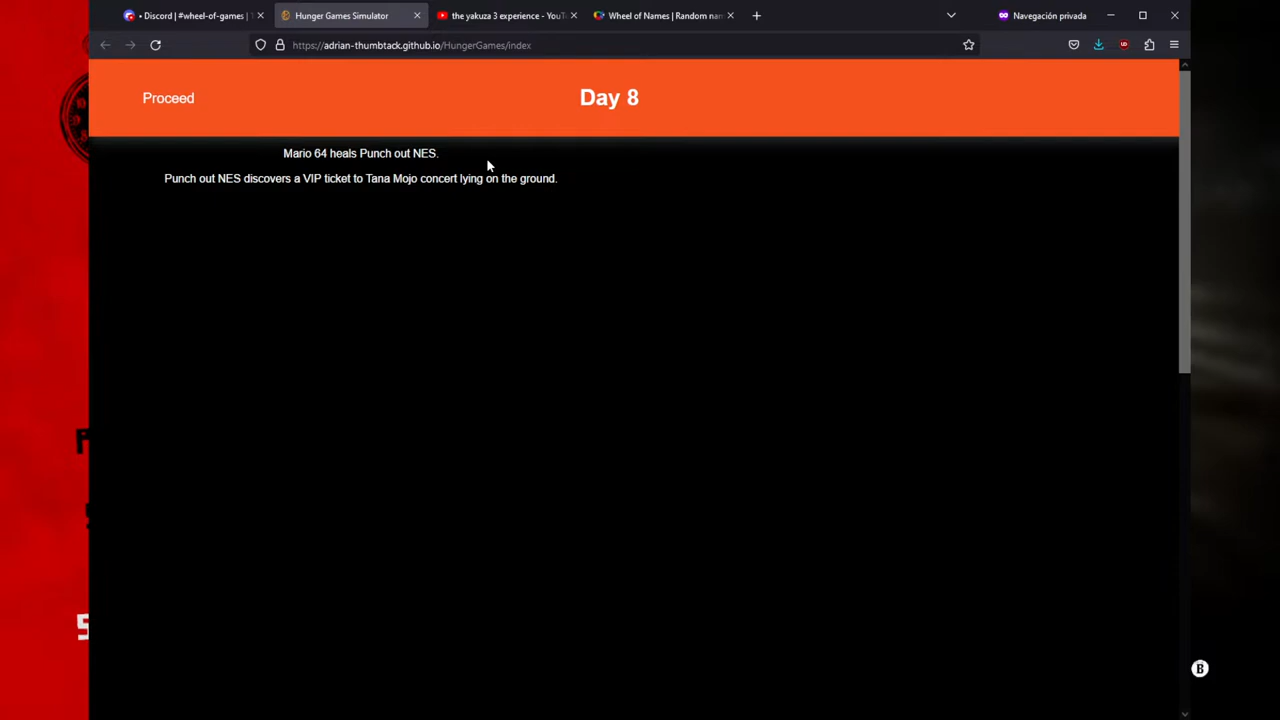 • Discord | #wheel-of-games |
Hunger Games Simulator
the yakuza 3 experience - YouT
Wheel of Names | Random nam
Navegación privada
https://adrian-thumbtack.github.io/HungerGames/index
Proceed
Day 8
Mario 64 heals Punch out NES.
Punch out NES discovers a VIP ticket to Tana Mojo concert lying on the ground.
B